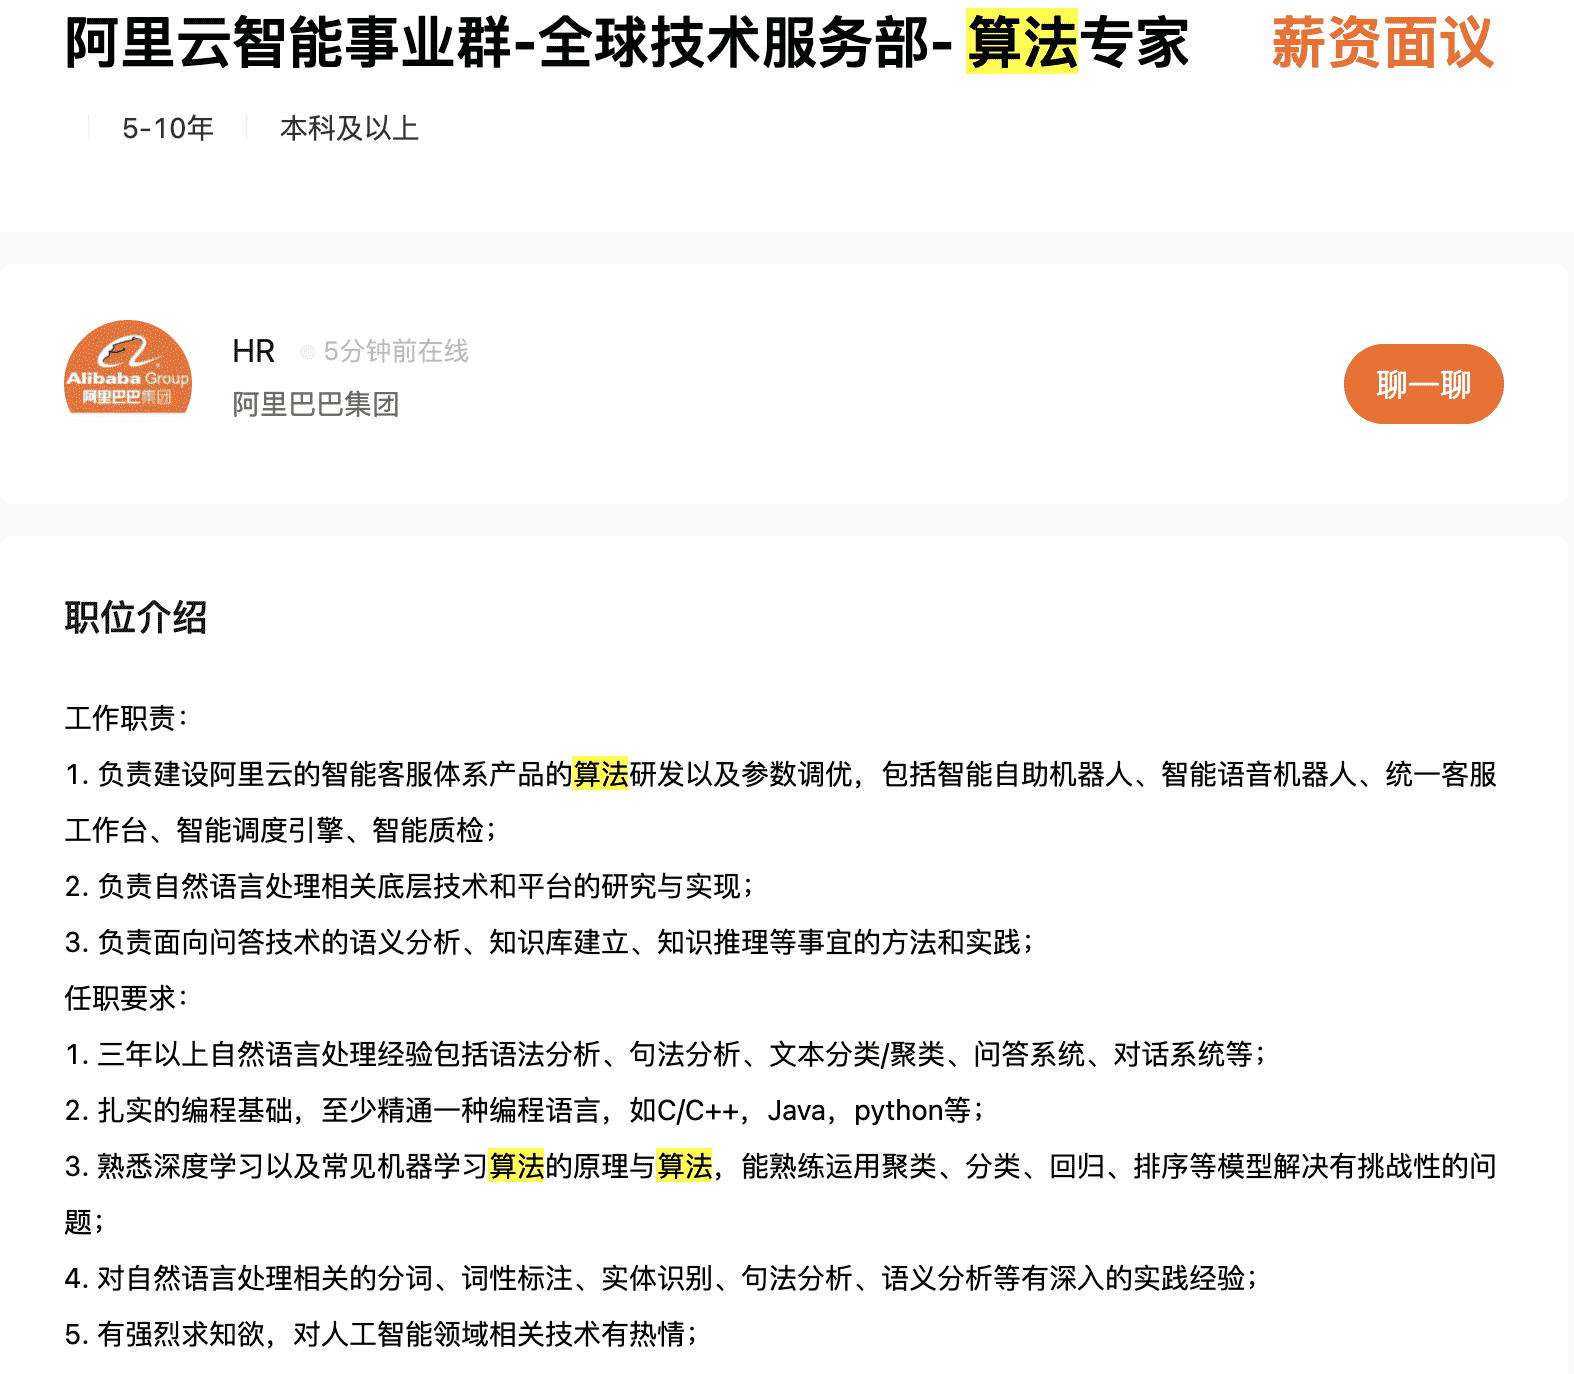 阿里云智能事业群-全球技术服务部- 算法专家 薪资面议
5-10年 本科及以上
HR 5分钟前在线
Alibaba Group
阿里巴巴集团
阿里巴巴集团
聊一聊
职位介绍
工作职责：
1. 负责建设阿里云的智能客服体系产品的算法研发以及参数调优，包括智能自助机器人、智能语音机器人、统一客服
工作台、智能调度引擎、智能质检；
2. 负责自然语言处理相关底层技术和平台的研究与实现；
3. 负责面向问答技术的语义分析、知识库建立、知识推理等事宜的方法和实践；
任职要求：
1. 三年以上自然语言处理经验包括语法分析、句法分析、文本分类/聚类、问答系统、对话系统等；
2. 扎实的编程基础，至少精通一种编程语言，如C/C++，Java，python等；
3. 熟悉深度学习以及常见机器学习算法的原理与算法，能熟练运用聚类、分类、回归、排序等模型解决有挑战性的问
题；
4. 对自然语言处理相关的分词、词性标注、实体识别、句法分析、语义分析等有深入的实践经验；
5. 有强烈求知欲，对人工智能领域相关技术有热情；